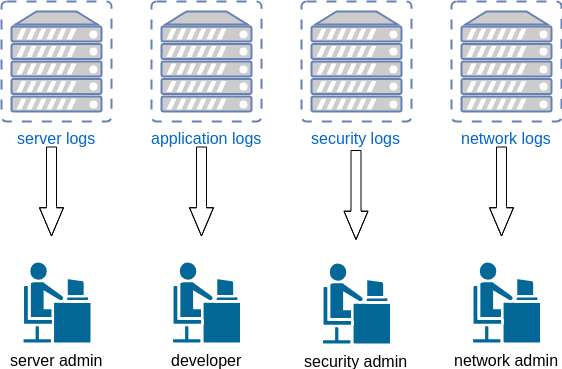 server logs
application logs
security logs
network logs
server admin
developer
security admin
network admin